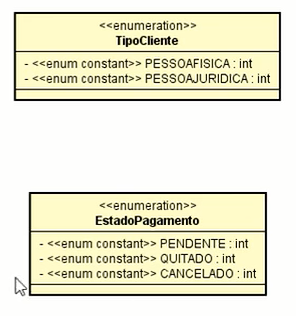 <<enumeration>>
TipoCliente
- <<enum constant>> PESSOAFISICA : int
- <<enum constant>> PESSOAJURIDICA : int
<<enumeration>>
EstadoPagamento
- <<enum constant>> PENDENTE : int
- <<enum constant>> QUITADO : int
- <<enum constant>> CANCELADO : int